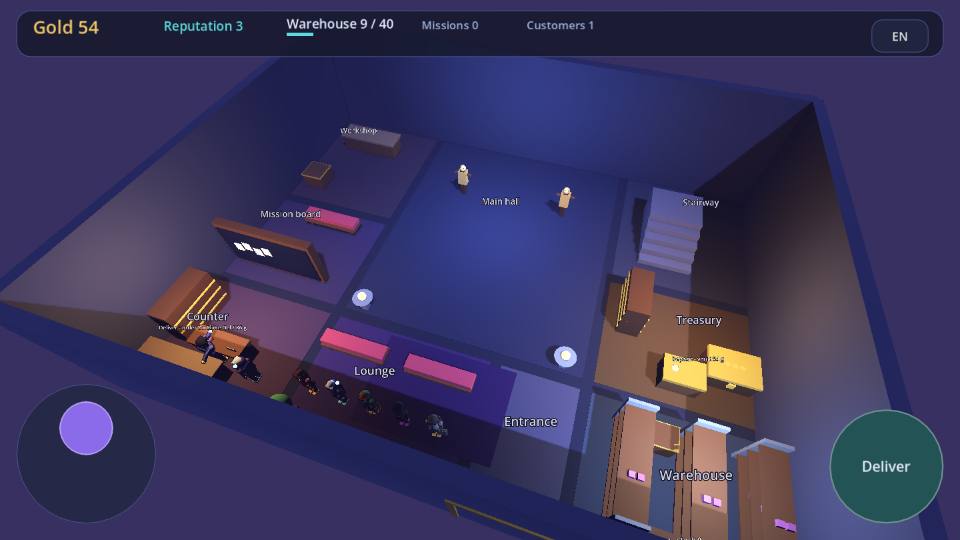 Gold 54
Reputation 3
Warehouse 9 / 40
Missions 0
Customers 1
EN
Workshop
Main hall
Stairway
Mission board
Counter
Treasury
Lounge
Entrance
Warehouse
Deliver